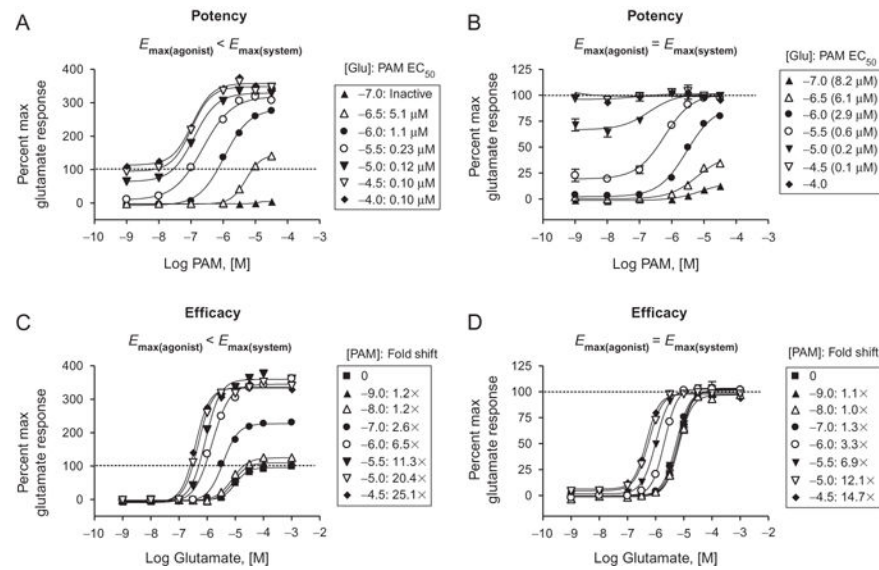 A
Potency
E max(agonist) < E max(system)
Percent max
glutamate response
400
300
200
100
0
−10 −9 −8 −7 −6 −5 −4 −3
Log PAM, [M]
[Glu]: PAM EC50
−7.0: Inactive
−6.5: 5.1 μM
−6.0: 1.1 μM
−5.5: 0.23 μM
−5.0: 0.12 μM
−4.5: 0.10 μM
−4.0: 0.10 μM
B
Potency
E max(agonist) = E max(system)
Percent max
glutamate response
125
100
75
50
25
0
−10 −9 −8 −7 −6 −5 −4 −3
Log PAM, [M]
[Glu]: PAM EC50
−7.0 (8.2 μM)
−6.5 (6.1 μM)
−6.0 (2.9 μM)
−5.5 (0.6 μM)
−5.0 (0.2 μM)
−4.5 (0.1 μM)
−4.0
C
Efficacy
E max(agonist) < E max(system)
Percent max
glutamate response
400
300
200
100
0
−10 −9 −8 −7 −6 −5 −4 −3 −2
Log Glutamate, [M]
[PAM]: Fold shift
0
−9.0: 1.2×
−8.0: 1.2×
−7.0: 2.6×
−6.0: 6.5×
−5.5: 11.3×
−5.0: 20.4×
−4.5: 25.1×
D
Efficacy
E max(agonist) = E max(system)
Percent max
glutamate response
125
100
75
50
25
0
−10 −9 −8 −7 −6 −5 −4 −3 −2
Log Glutamate, [M]
[PAM]: Fold shift
0
−9.0: 1.1×
−8.0: 1.0×
−7.0: 1.3×
−6.0: 3.3×
−5.5: 6.9×
−5.0: 12.1×
−4.5: 14.7×